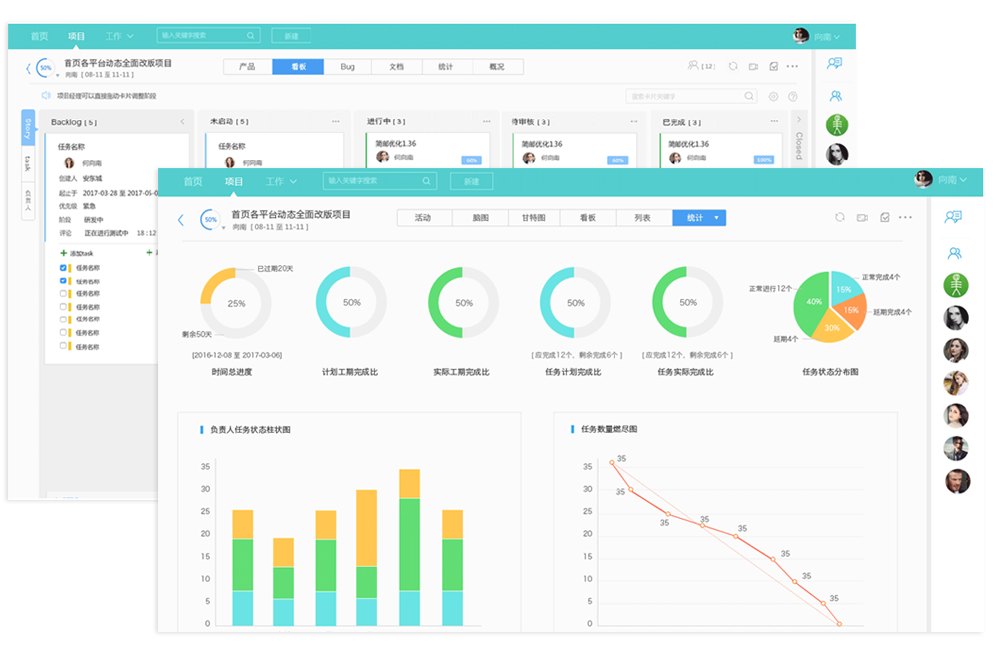 首页 项目 工作 输入关键字搜索 新建 向南
50% 首页各平台动态全面改版项目
向南 [ 08-11 至 11-11 ]
产品 看板 Bug 文档 统计 概况
[12]
项目经理可以直接拖动卡片调整阶段
搜索卡片关键字
Story
task
负责人
Backlog [ 5 ]
任务名称
何向南
创建人 安东城
起止于 2017-03-28 至 2017-05-0
优先级 紧急
阶段 研发中
评论 正在进行测试中 18:12
添加task
任务名称
任务名称
任务名称
任务名称
任务名称
任务名称
任务名称
未启动 [ 5 ]
任务名称
何向南
进行中 [ 3 ]
简邮优化1.36
何向南
60%
待审核 [ 3 ]
简邮优化1.36
何向南
60%
已完成 [ 3 ]
简邮优化1.36
何向南
100%
Closed
首页 项目 工作 输入关键字搜索 新建 向南
50% 首页各平台动态全面改版项目
向南 [ 08-11 至 11-11 ]
活动 脑图 甘特图 看板 列表 统计
已过期20天
25%
剩余50天
[2016-12-08 至 2017-03-06]
时间总进度
50%
计划工期完成比
50%
实际工期完成比
50%
[ 应完成12个、剩余完成6个 ]
任务计划完成比
50%
[ 应完成12个、剩余完成6个 ]
任务实际完成比
正常完成4个
正常进行12个
延期完成4个
延期4个
15%
15%
30%
40%
任务状态分布图
负责人任务状态柱状图
35
30
25
20
15
10
5
0
任务数量燃尽图
35
30
25
20
15
10
5
0
35
35
35
35
35
35
35
35